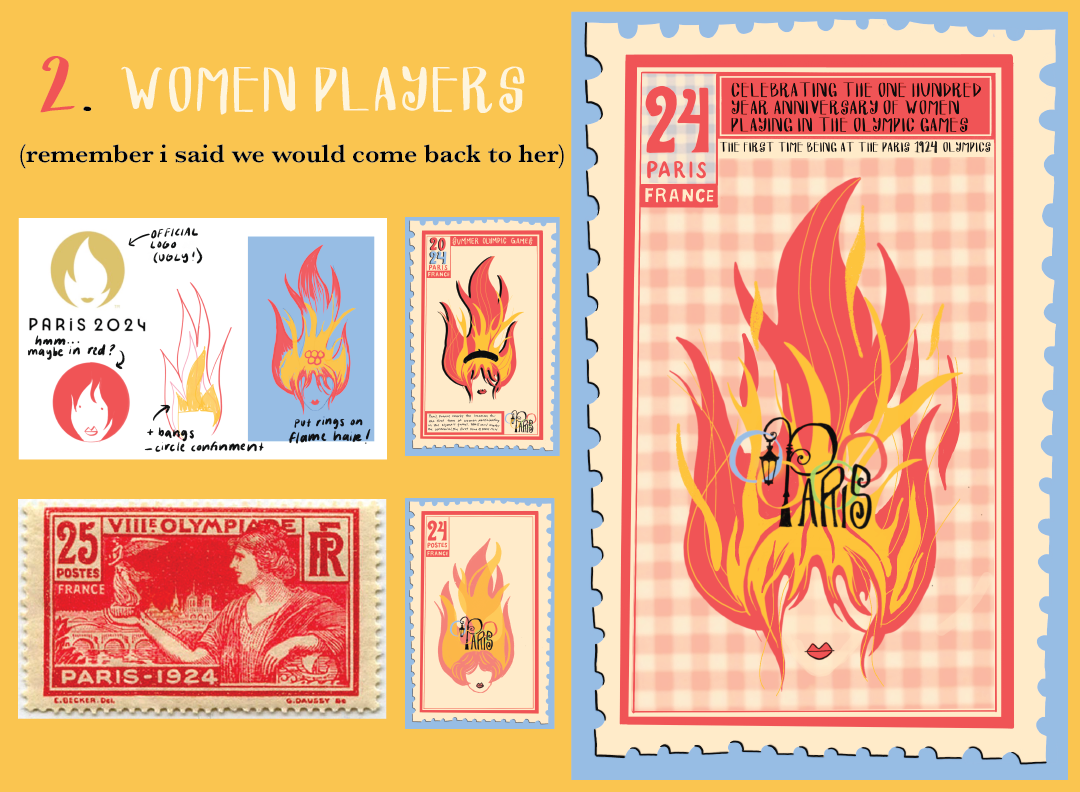 2. WOMEN PLAYERS
(remember i said we would come back to her)
OFFICIAL
LOGO
(UGLY!)
PARIS 2024
hmm...
maybe in red?
+ bangs
- circle confinment
put rings on
flame hair!
20
24
PARIS
FRANCE
SUMMER OLYMPIC GAMES
PARIS
25
POSTES
FRANCE
VIIIE OLYMPIADE
RF
PARIS-1924
E. BECKER. Del.
G. DAUSSY Sc
24
POSTES
FRANCE
PARIS
24
PARIS
FRANCE
CELEBRATING THE ONE HUNDRED
YEAR ANNIVERSARY OF WOMEN
PLAYING IN THE OLYMPIC GAMES
THE FIRST TIME BEING AT THE PARIS 1924 OLYMPICS
PARIS